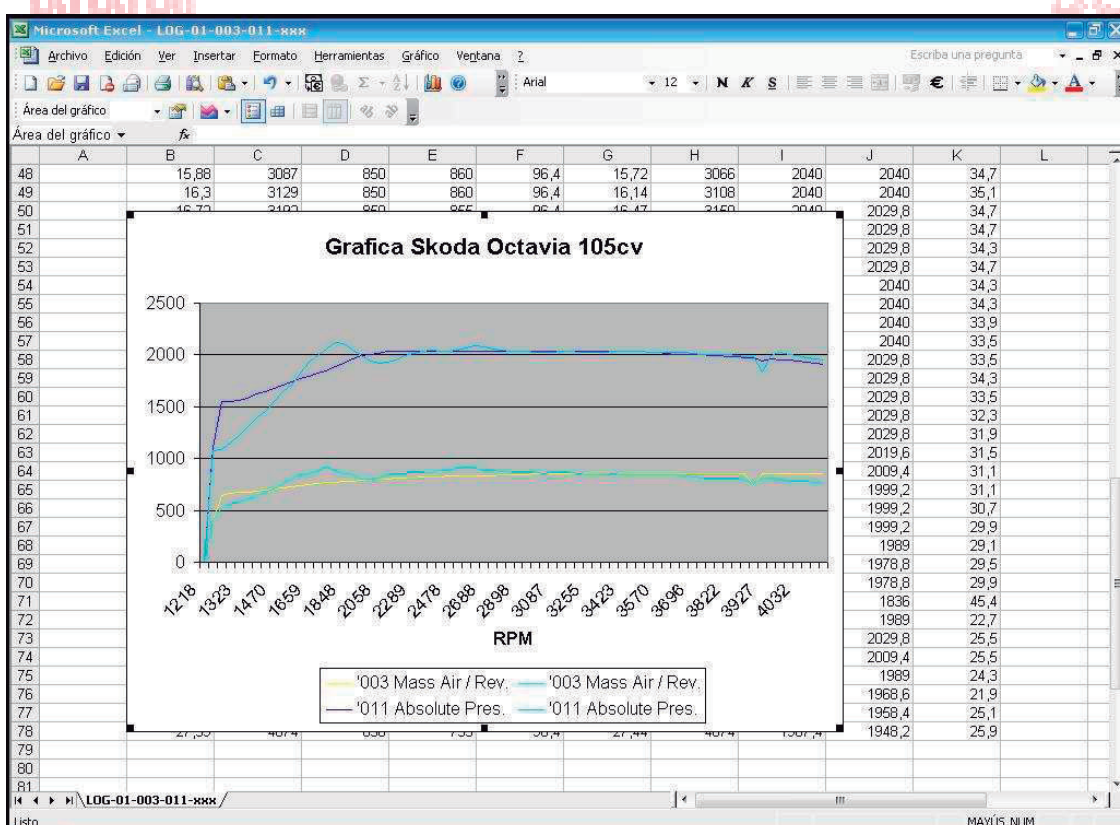 Microsoft Excel - LOG-01-003-011-xxx
Archivo Edición Ver Insertar Formato Herramientas Gráfico Ventana ?
Escriba una pregunta
Arial 12 N K S €
Área del gráfico
Área del gráfico fx
A B C D E F G H I J K L
48 15,88 3087 850 860 96,4 15,72 3066 2040 2040 34,7
49 16,3 3129 850 860 96,4 16,14 3108 2040 2040 35,1
50 2029,8 34,7
51 2029,8 34,7
52 2029,8 34,3
53 2029,8 34,7
54 2040 34,3
55 2040 34,3
56 2040 33,9
57 2040 33,5
58 2029,8 33,5
59 2029,8 34,3
60 2029,8 33,5
61 2029,8 32,3
62 2029,8 31,9
63 2019,6 31,5
64 2009,4 31,1
65 1999,2 31,1
66 1999,2 30,7
67 1999,2 29,9
68 1989 29,1
69 1978,8 29,5
70 1978,8 29,9
71 1836 45,4
72 1989 22,7
73 2029,8 25,5
74 2009,4 25,5
75 1989 24,3
76 1968,6 21,9
77 1958,4 25,1
78 1948,2 25,9
79
80
81
Grafica Skoda Octavia 105cv
2500
2000
1500
1000
500
0
1218 1323 1470 1659 1848 2058 2289 2478 2688 2898 3087 3255 3423 3570 3696 3822 3927 4032
RPM
'003 Mass Air / Rev. '003 Mass Air / Rev.
'011 Absolute Pres. '011 Absolute Pres.
LOG-01-003-011-xxx
Listo
MAYÚS NUM